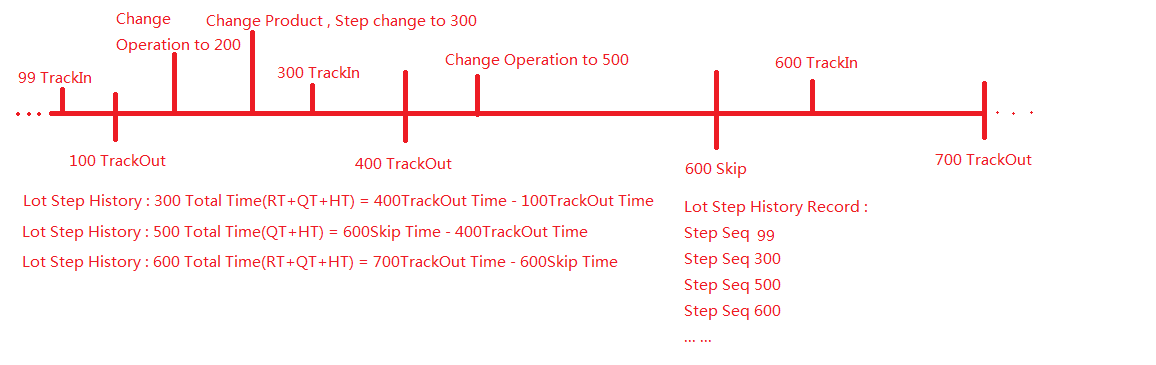 Change
Operation to 200
Change Product , Step change to 300
99 TrackIn
300 TrackIn
Change Operation to 500
600 TrackIn
100 TrackOut
400 TrackOut
600 Skip
700 TrackOut
Lot Step History : 300 Total Time(RT+QT+HT) = 400TrackOut Time - 100TrackOut Time
Lot Step History : 500 Total Time(QT+HT) = 600Skip Time - 400TrackOut Time
Lot Step History : 600 Total Time(RT+QT+HT) = 700TrackOut Time - 600Skip Time
Lot Step History Record :
Step Seq 99
Step Seq 300
Step Seq 500
Step Seq 600
... ...